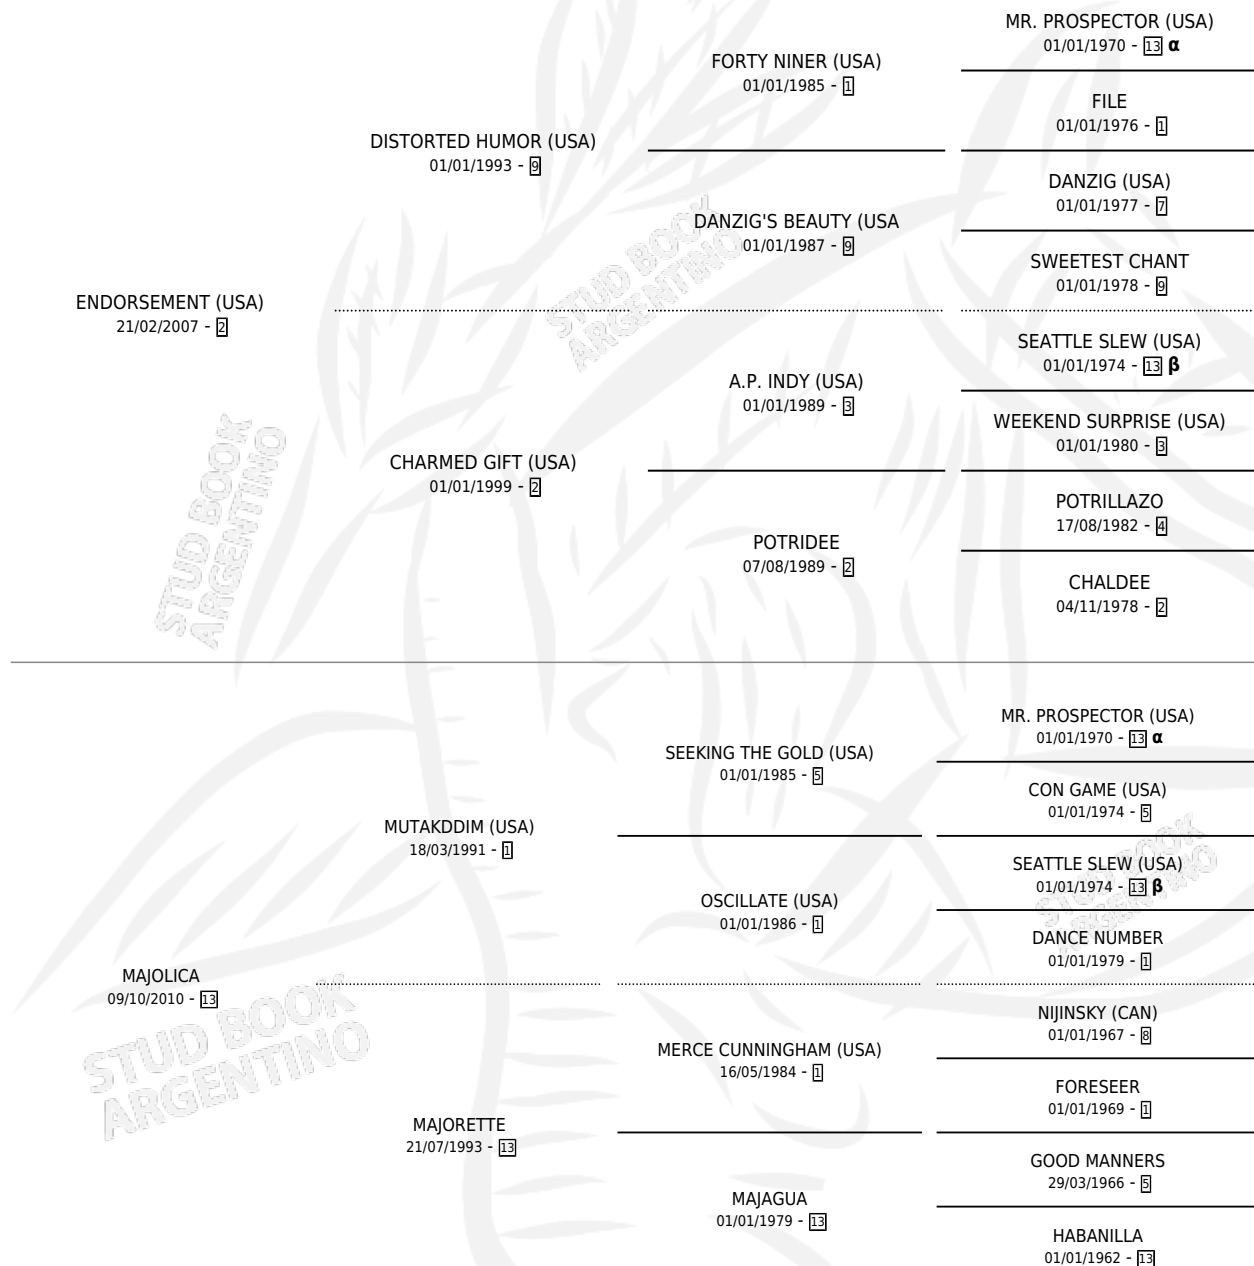 MR. PROSPECTOR (USA)
01/01/1970 - 13 α
FORTY NINER (USA)
01/01/1985 - 1
FILE
01/01/1976 - 1
DISTORTED HUMOR (USA)
01/01/1993 - 9
DANZIG (USA)
01/01/1977 - 7
DANZIG'S BEAUTY (USA
01/01/1987 - 9
SWEETEST CHANT
01/01/1978 - 9
ENDORSEMENT (USA)
21/02/2007 - 2
STUD BOOK
ARGENTINO
SEATTLE SLEW (USA)
01/01/1974 - 13 β
A.P. INDY (USA)
01/01/1989 - 3
WEEKEND SURPRISE (USA)
01/01/1980 - 3
CHARMED GIFT (USA)
01/01/1999 - 2
STUD BOOK
ARGENTINO
POTRILLAZO
17/08/1982 - 4
POTRIDEE
07/08/1989 - 2
CHALDEE
04/11/1978 - 2
MR. PROSPECTOR (USA)
01/01/1970 - 13 α
SEEKING THE GOLD (USA)
01/01/1985 - 5
CON GAME (USA)
01/01/1974 - 5
MUTAKDDIM (USA)
18/03/1991 - 1
STUD BOOK
ARGENTINO
SEATTLE SLEW (USA)
01/01/1974 - 13 β
OSCILLATE (USA)
01/01/1986 - 1
DANCE NUMBER
01/01/1979 - 1
MAJOLICA
09/10/2010 - 13
STUD BOOK
ARGENTINO
NIJINSKY (CAN)
01/01/1967 - 8
MERCE CUNNINGHAM (USA)
16/05/1984 - 1
FORESEER
01/01/1969 - 1
MAJORETTE
21/07/1993 - 13
GOOD MANNERS
29/03/1966 - 5
MAJAGUA
01/01/1979 - 13
HABANILLA
01/01/1962 - 13